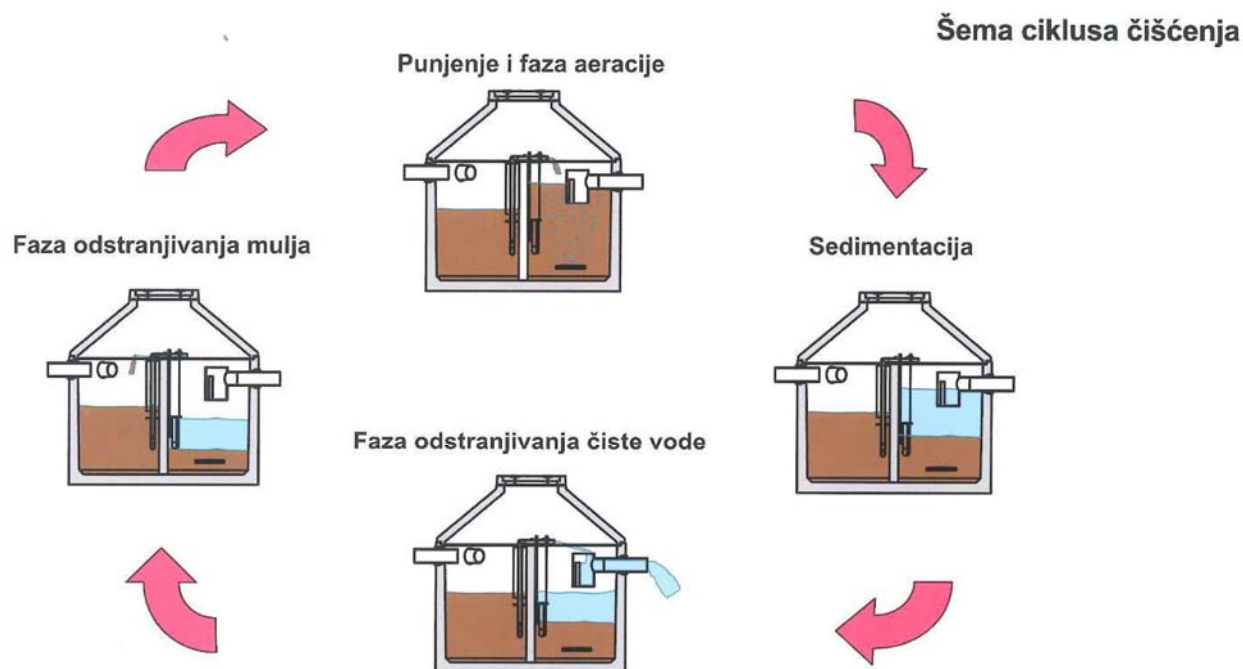 Šema ciklusa čišćenja
Punjenje i faza aeracije
Faza odstranjivanja mulja
Sedimentacija
Faza odstranjivanja čiste vode